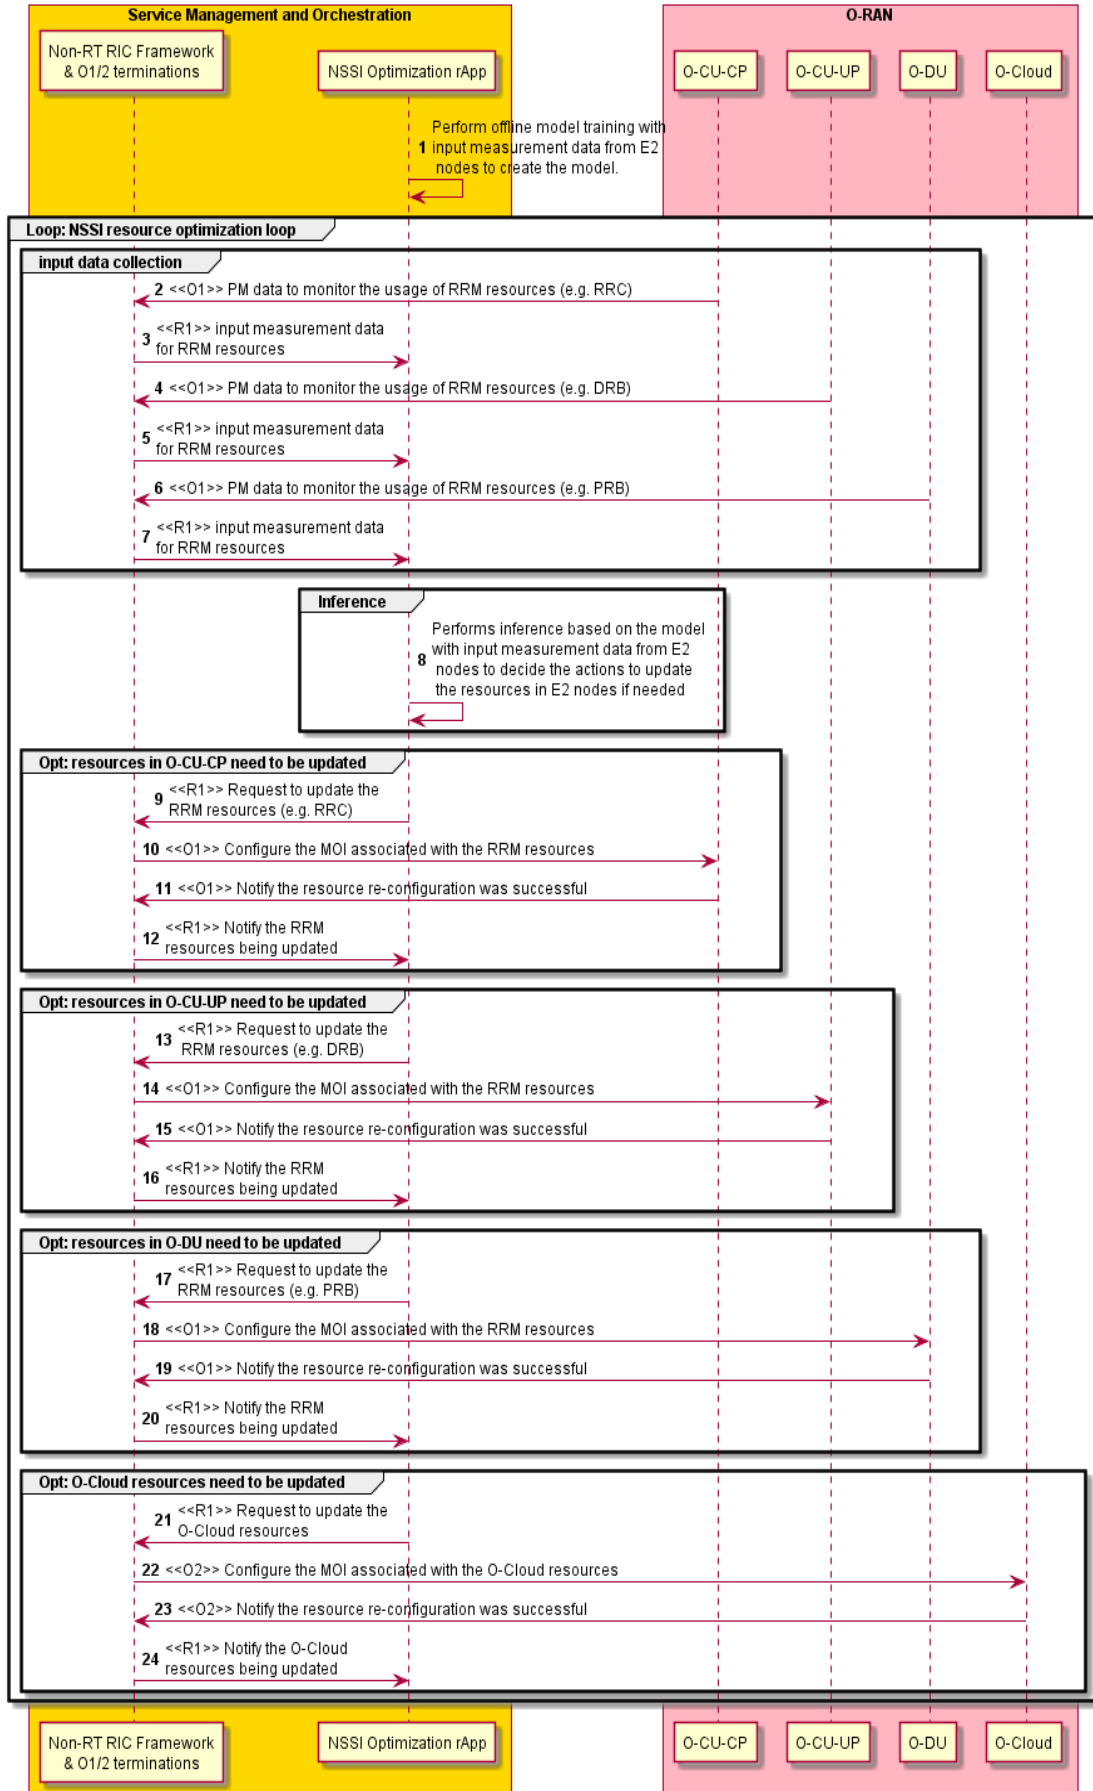 Service Management and Orchestration
O-RAN
Non-RT RIC Framework
& O1/2 terminations
NSSI Optimization rApp
O-CU-CP
O-CU-UP
O-DU
O-Cloud
Perform offline model training with
1 input measurement data from E2
nodes to create the model.
Loop: NSSI resource optimization loop
input data collection
2 <<O1>> PM data to monitor the usage of RRM resources (e.g. RRC)
3 <<R1>> input measurement data
for RRM resources
4 <<O1>> PM data to monitor the usage of RRM resources (e.g. DRB)
5 <<R1>> input measurement data
for RRM resources
6 <<O1>> PM data to monitor the usage of RRM resources (e.g. PRB)
7 <<R1>> input measurement data
for RRM resources
Inference
Performs inference based on the model
with input measurement data from E2
8 nodes to decide the actions to update
the resources in E2 nodes if needed
Opt: resources in O-CU-CP need to be updated
9 <<R1>> Request to update the
RRM resources (e.g. RRC)
10 <<O1>> Configure the MOI associated with the RRM resources
11 <<O1>> Notify the resource re-configuration was successful
12 <<R1>> Notify the RRM
resources being updated
Opt: resources in O-CU-UP need to be updated
13 <<R1>> Request to update the
RRM resources (e.g. DRB)
14 <<O1>> Configure the MOI associated with the RRM resources
15 <<O1>> Notify the resource re-configuration was successful
16 <<R1>> Notify the RRM
resources being updated
Opt: resources in O-DU need to be updated
17 <<R1>> Request to update the
RRM resources (e.g. PRB)
18 <<O1>> Configure the MOI associated with the RRM resources
19 <<O1>> Notify the resource re-configuration was successful
20 <<R1>> Notify the RRM
resources being updated
Opt: O-Cloud resources need to be updated
21 <<R1>> Request to update the
O-Cloud resources
22 <<O2>> Configure the MOI associated with the O-Cloud resources
23 <<O2>> Notify the resource re-configuration was successful
24 <<R1>> Notify the O-Cloud
resources being updated
Non-RT RIC Framework
& O1/2 terminations
NSSI Optimization rApp
O-CU-CP
O-CU-UP
O-DU
O-Cloud